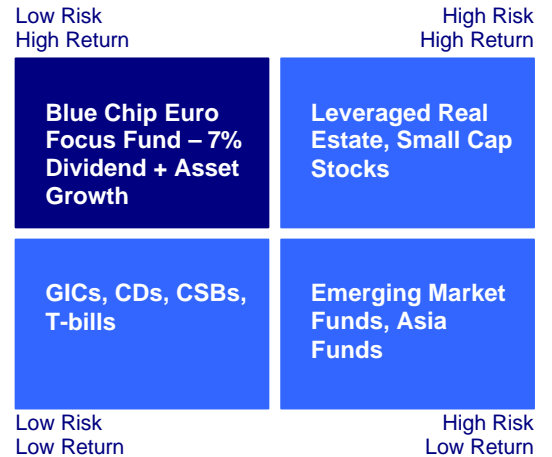 Low Risk
High Return
High Risk
High Return
Blue Chip Euro
Focus Fund – 7%
Dividend + Asset
Growth
Leveraged Real
Estate, Small Cap
Stocks
GICs, CDs, CSBs,
T-bills
Emerging Market
Funds, Asia
Funds
Low Risk
Low Return
High Risk
Low Return